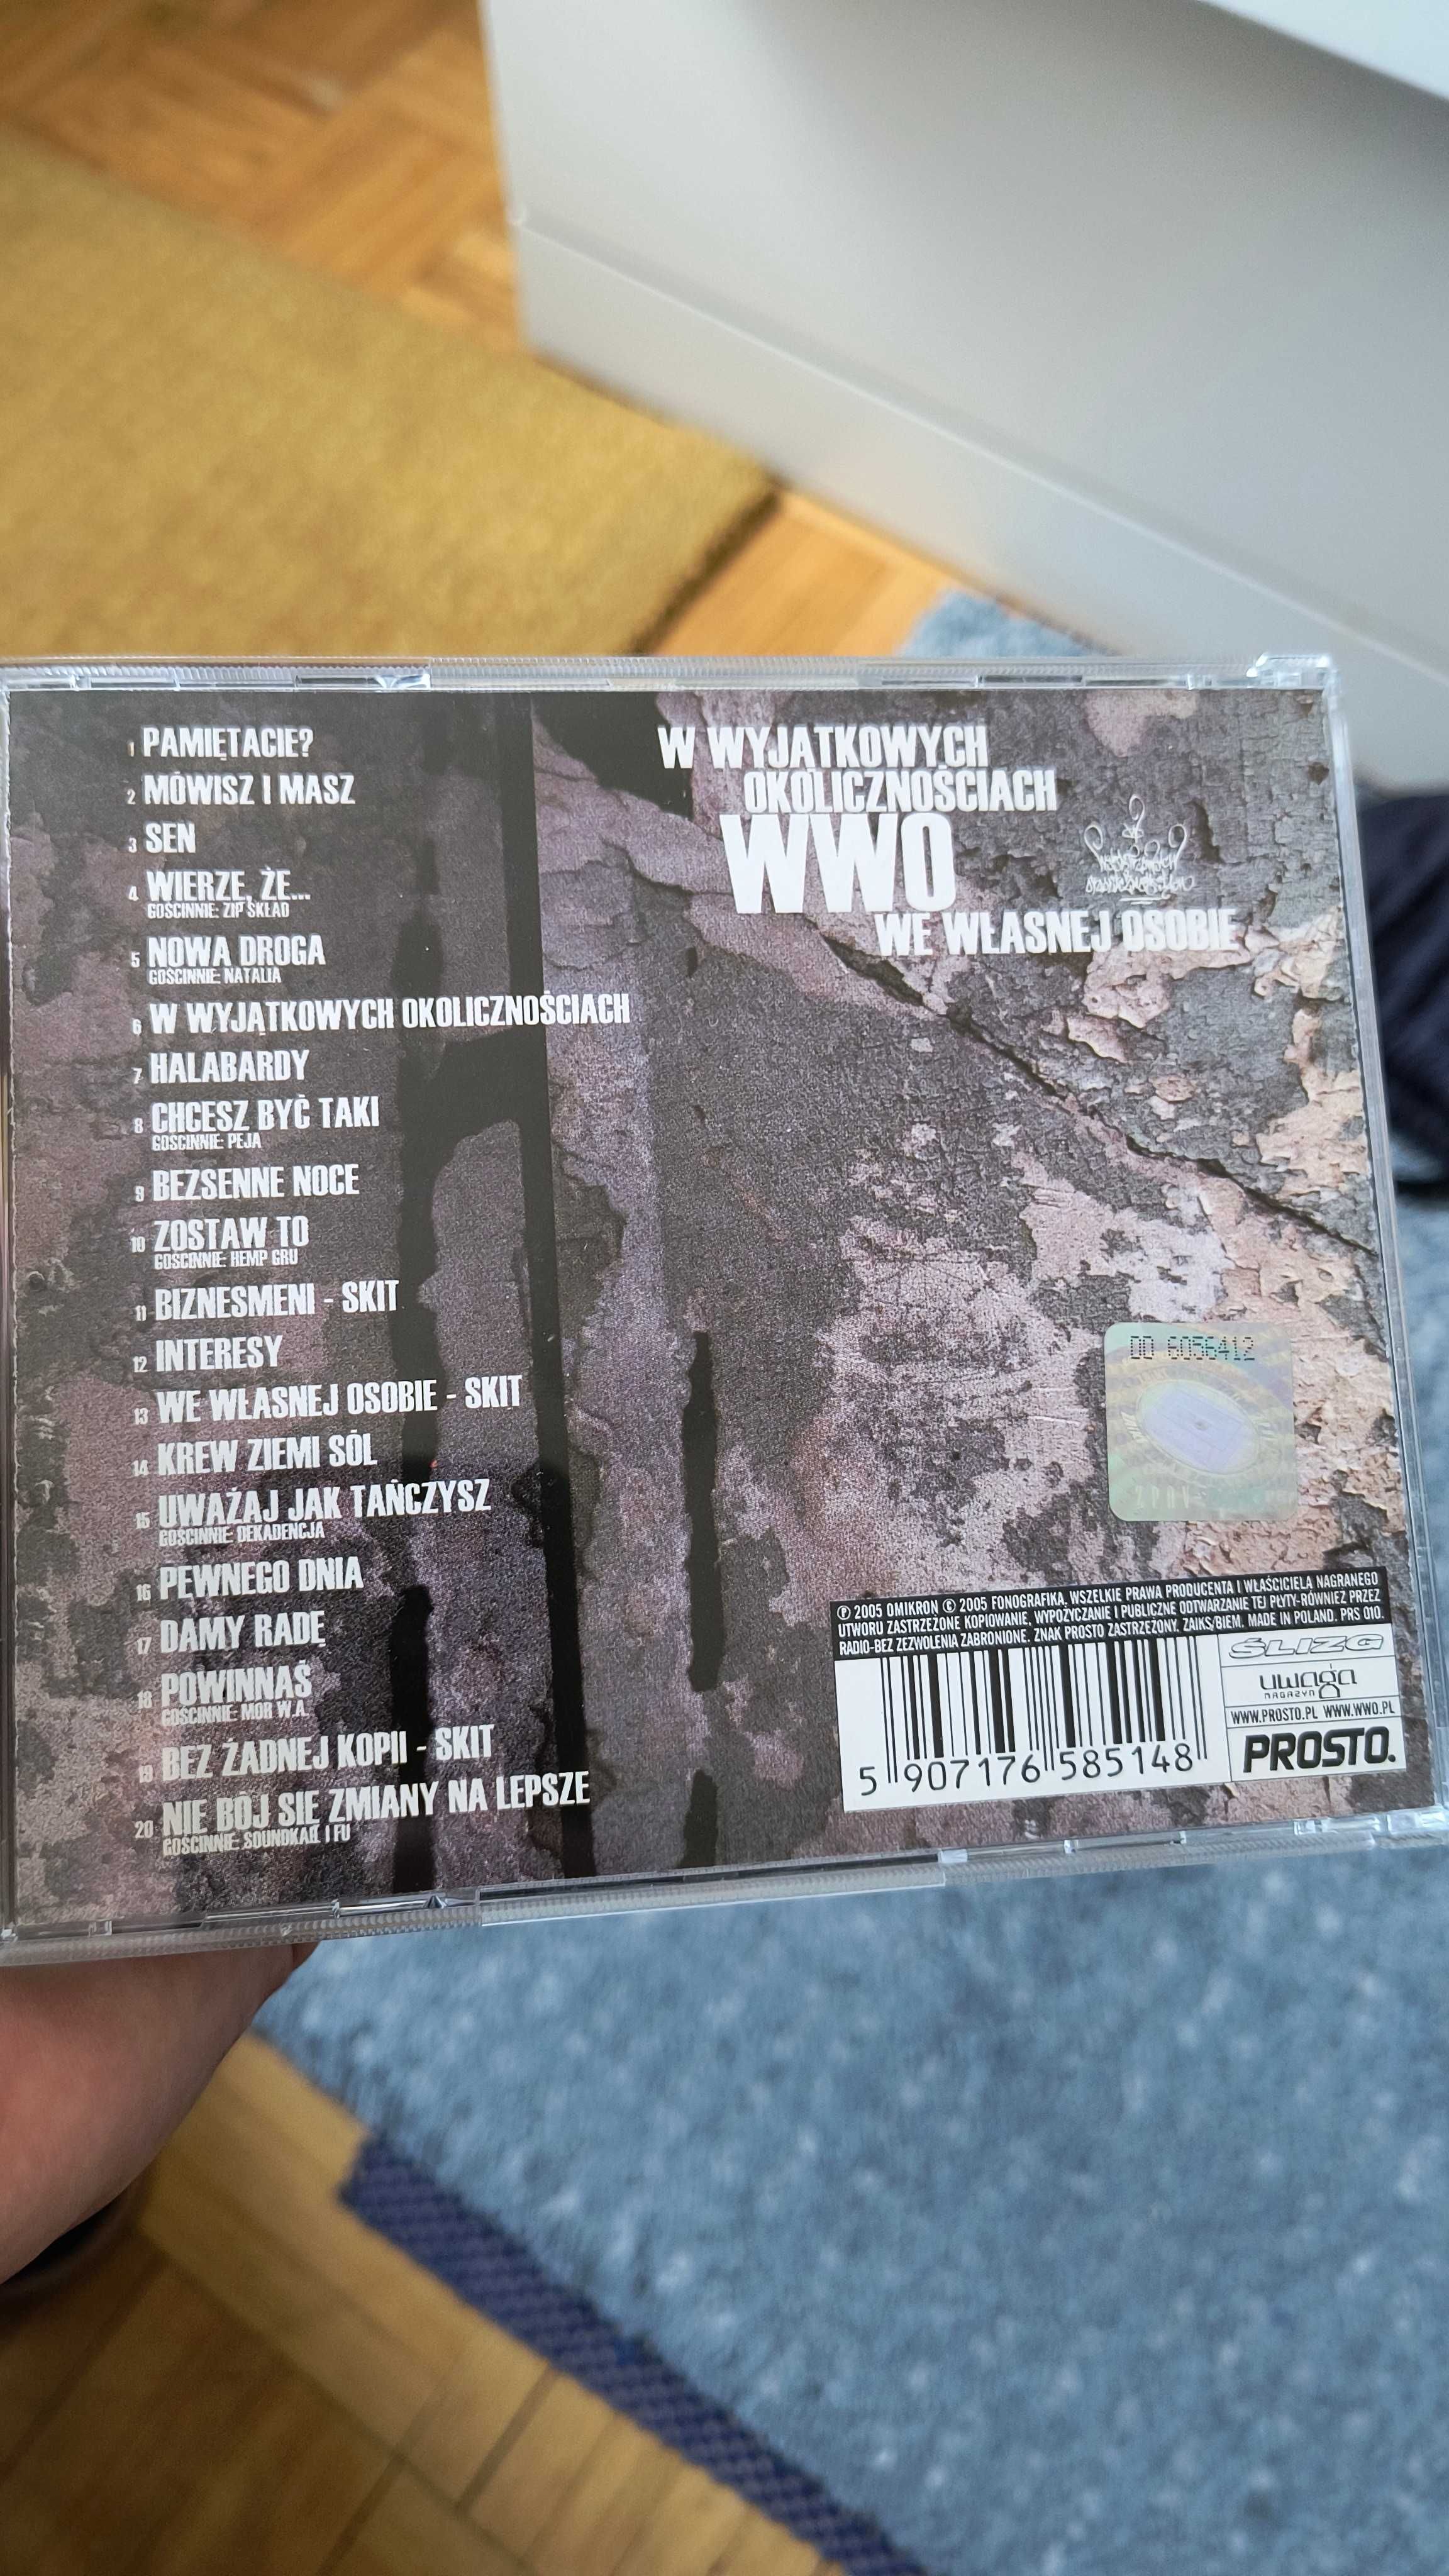 1 PAMIĘTACIE?
2 MÓWISZ I MASZ
3 SEN
4 WIERZĘ, ŻE...
GOŚCINNIE: ZIP SKŁAD
5 NOWA DROGA
GOŚCINNIE: NATALIA
6 W WYJĄTKOWYCH OKOLICZNOŚCIACH
7 HALABARDY
8 CHCESZ BYĆ TAKI
GOŚCINNIE: PEJA
9 BEZSENNE NOCE
10 ZOSTAW TO
GOŚCINNIE: HEMP GRU
11 BIZNESMENI - SKIT
12 INTERESY
13 WE WŁASNEJ OSOBIE - SKIT
14 KREW ZIEMI SÓL
15 UWAŻAJ JAK TAŃCZYSZ
GOŚCINNIE: DEKADENCJA
16 PEWNEGO DNIA
17 DAMY RADĘ
18 POWINNAŚ
GOŚCINNIE: MOR W.A.
19 BEZ ŻADNEJ KOPII - SKIT
20 NIE BÓJ SIĘ ZMIANY NA LEPSZE
GOŚCINNIE: SOUNDKAIL I FU
W WYJĄTKOWYCH
OKOLICZNOŚCIACH
WWO
WE WŁASNEJ OSOBIE
DO 6056412
ZPAV
℗ 2005 OMIKRON © 2005 FONOGRAFIKA, WSZELKIE PRAWA PRODUCENTA I WŁAŚCICIELA NAGRANEGO
UTWORU ZASTRZEŻONE KOPIOWANIE, WYPOŻYCZANIE I PUBLICZNE ODTWARZANIE TEJ PŁYTY-RÓWNIEŻ PRZEZ
RADIO-BEZ ZEZWOLENIA ZABRONIONE. ZNAK PROSTO ZASTRZEŻONY. ZAIKS/BIEM. MADE IN POLAND. PRS 010.
ŚLIZG
uwaga
MAGAZYN
WWW.PROSTO.PL WWW.WWO.PL
PROSTO.
5 907176 585148